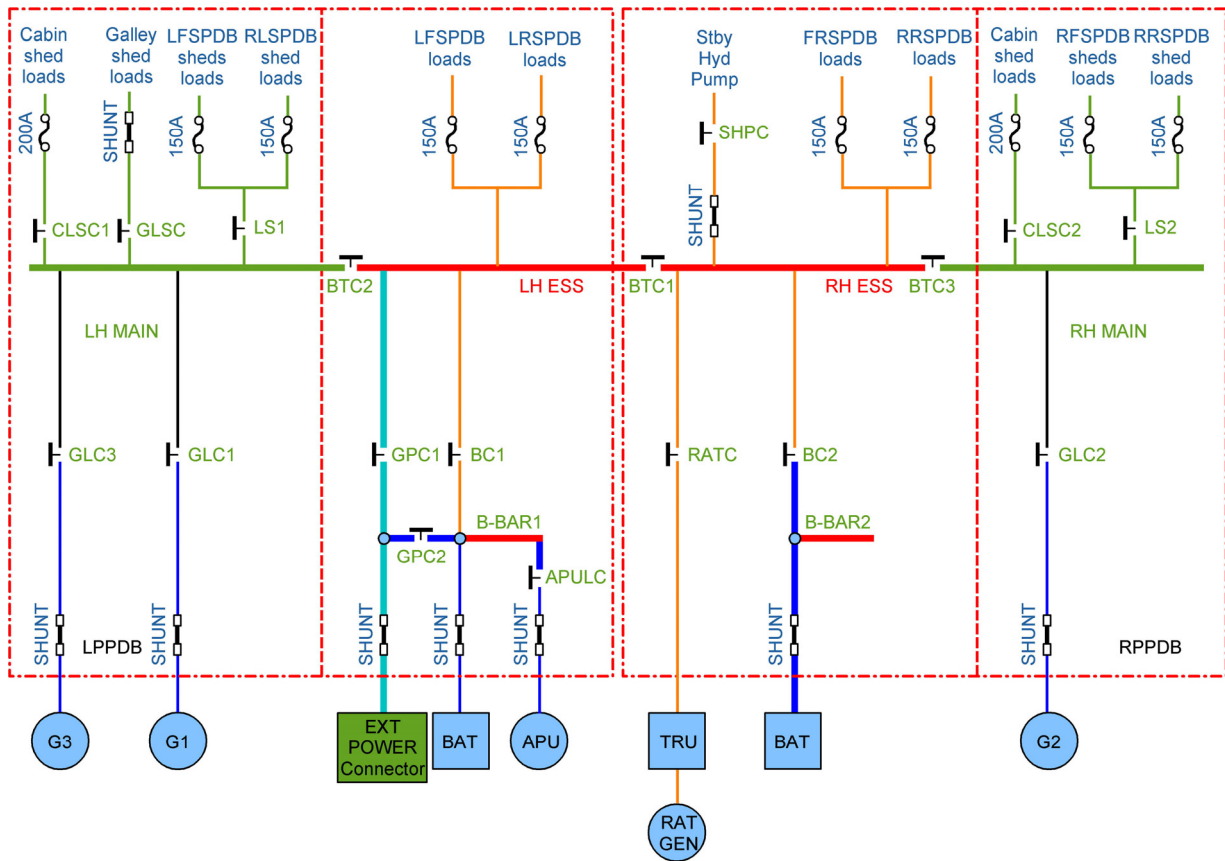 Cabin
shed
loads
Galley
shed
loads
LFSPDB
sheds
loads
RLSPDB
shed
loads
LFSPDB
loads
LRSPDB
loads
Stby
Hyd
Pump
FRSPDB
loads
RRSPDB
loads
Cabin
shed
loads
RFSPDB
sheds
loads
RRSPDB
shed
loads
200A
SHUNT
150A
150A
150A
150A
SHPC
150A
150A
200A
150A
150A
SHUNT
CLSC1
GLSC
LS1
CLSC2
LS2
BTC2
LH ESS
BTC1
RH ESS
BTC3
LH MAIN
RH MAIN
GLC3
GLC1
GPC1
BC1
RATC
BC2
GLC2
B-BAR1
B-BAR2
GPC2
APULC
SHUNT
LPPDB
SHUNT
SHUNT
SHUNT
SHUNT
SHUNT
SHUNT
RPPDB
G3
G1
EXT
POWER
Connector
BAT
APU
TRU
BAT
G2
RAT
GEN